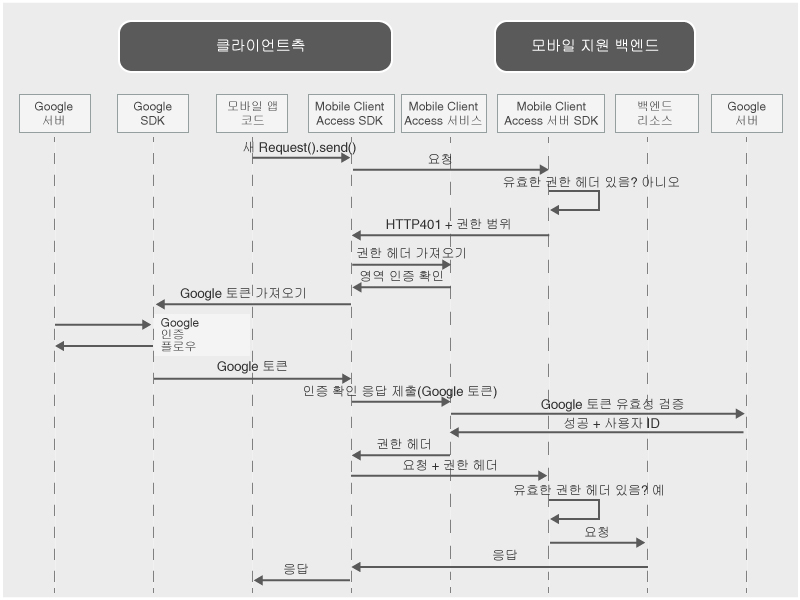 클라이언트측
모바일 지원 백엔드
Google
서버
Google
SDK
모바일 앱
코드
Mobile Client
Access SDK
Mobile Client
Access 서비스
Mobile Client
Access 서버 SDK
백엔드
리소스
Google
서버
새 Request().send()
요청
유효한 권한 헤더 있음? 아니오
HTTP401 + 권한 범위
권한 헤더 가져오기
영역 인증 확인
Google 토큰 가져오기
Google
인증
플로우
Google 토큰
인증 확인 응답 제출(Google 토큰)
Google 토큰 유효성 검증
성공 + 사용자 ID
권한 헤더
요청 + 권한 헤더
유효한 권한 헤더 있음? 예
요청
응답
응답